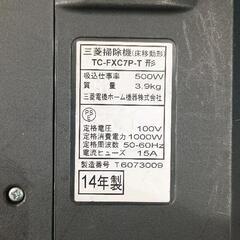 三菱掃除機(床移動形)
TC-FXC7P-T 形
吸込仕事率 500W
質量 3.9kg
三菱電機ホーム機器株式会社
PSE
定格電圧 100V
定格消費電力 1000W
定格周波数 50-60Hz
電流ヒューズ 15A
製造番号 T6073009
14年製